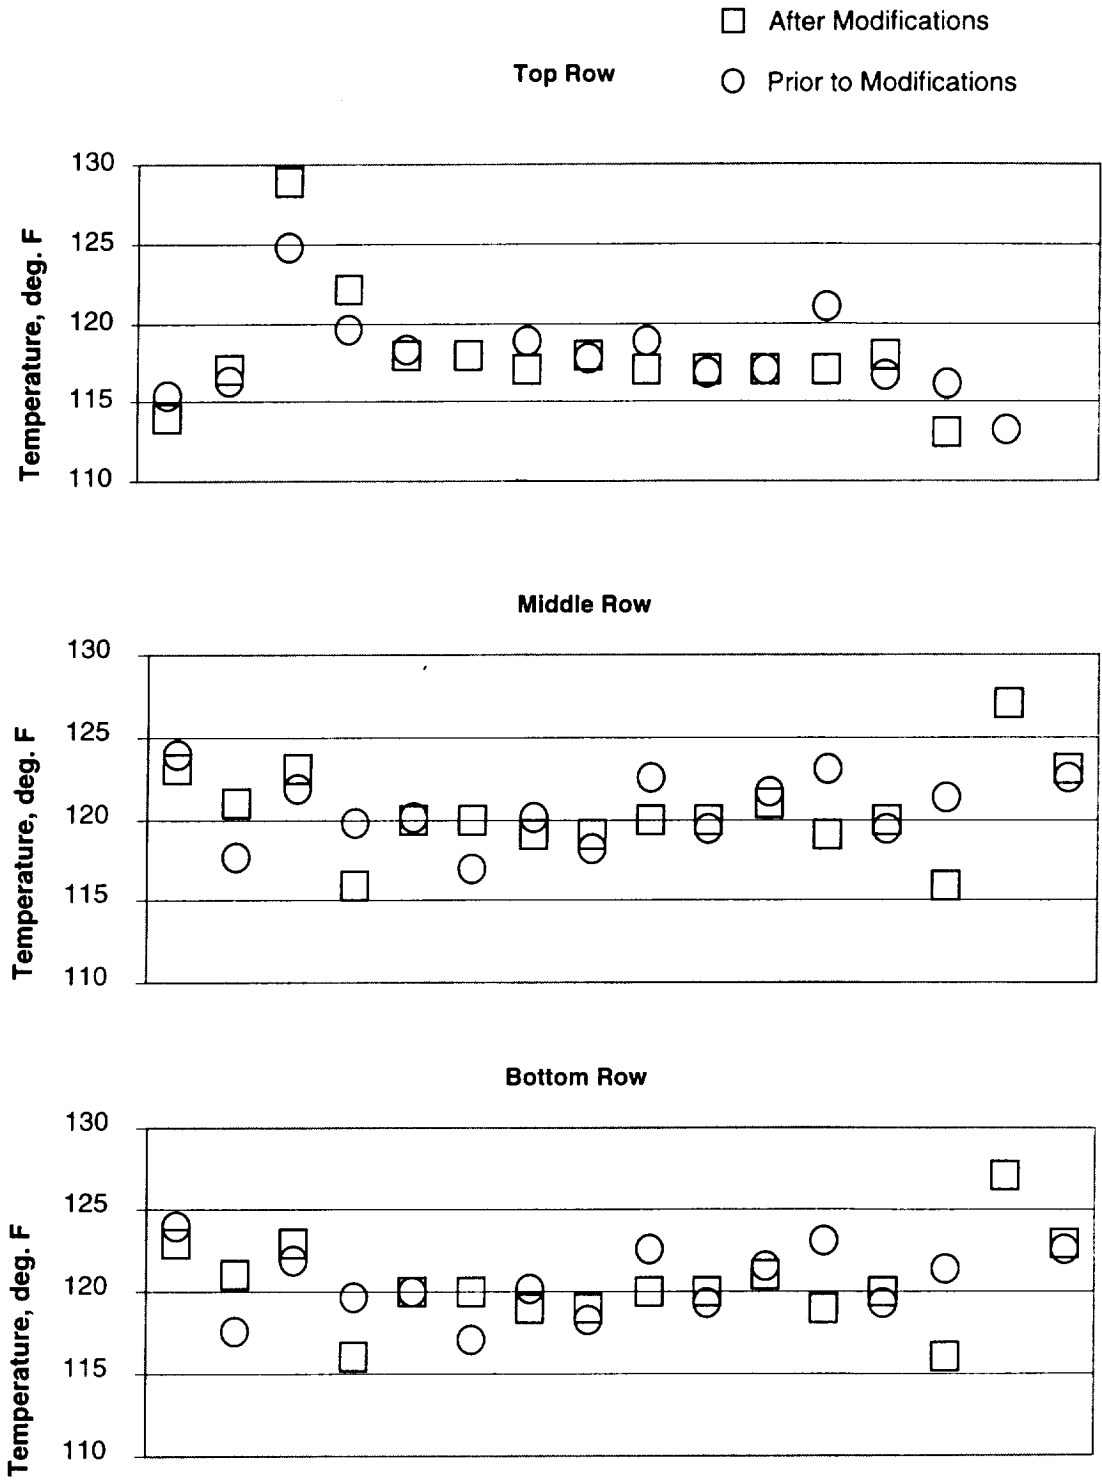 After Modifications
Top Row
Prior to Modifications
130
125
120
115
110
Temperature, deg. F
Middle Row
130
125
120
115
110
Temperature, deg. F
Bottom Row
130
125
120
115
110
Temperature, deg. F